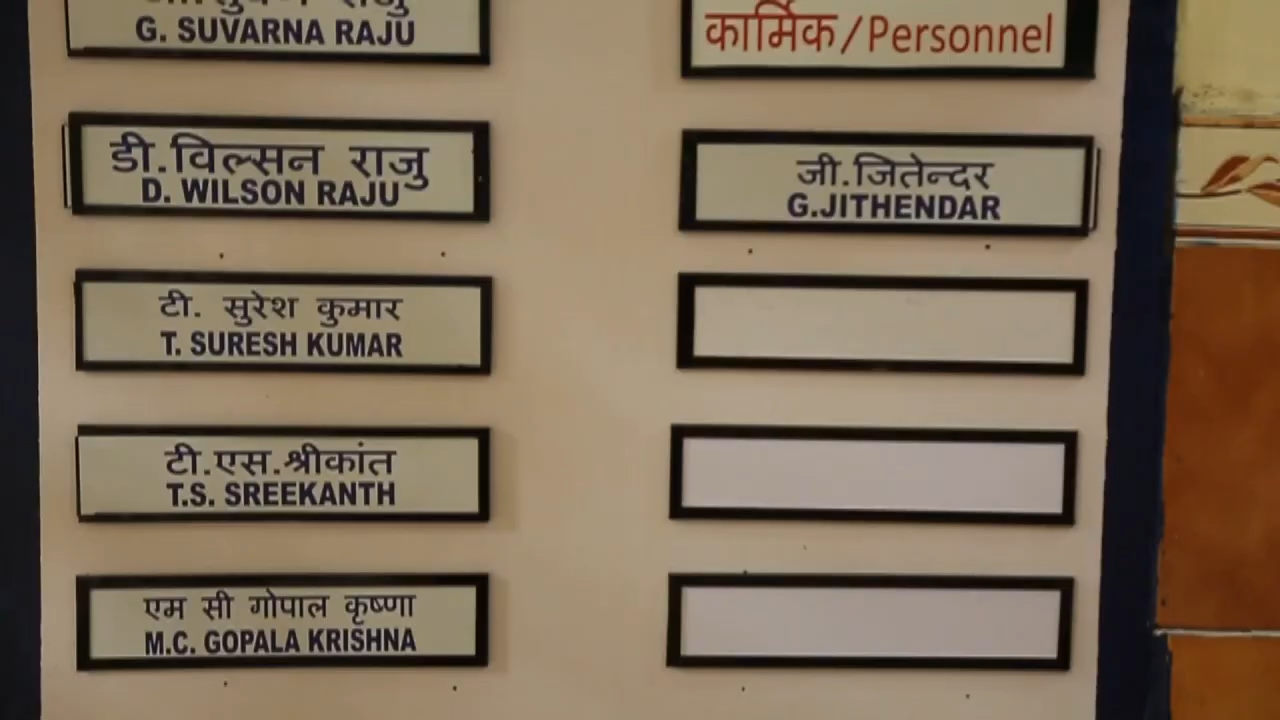 G. SUVARNA RAJU
डी.विल्सन राजु
D. WILSON RAJU
टी. सुरेश कुमार
T. SURESH KUMAR
टी.एस.श्रीकांत
T.S. SREEKANTH
एम सी गोपाल कृष्णा
M.C. GOPALA KRISHNA
कार्मिक/Personnel
जी.जितेन्दर
G.JITHENDAR